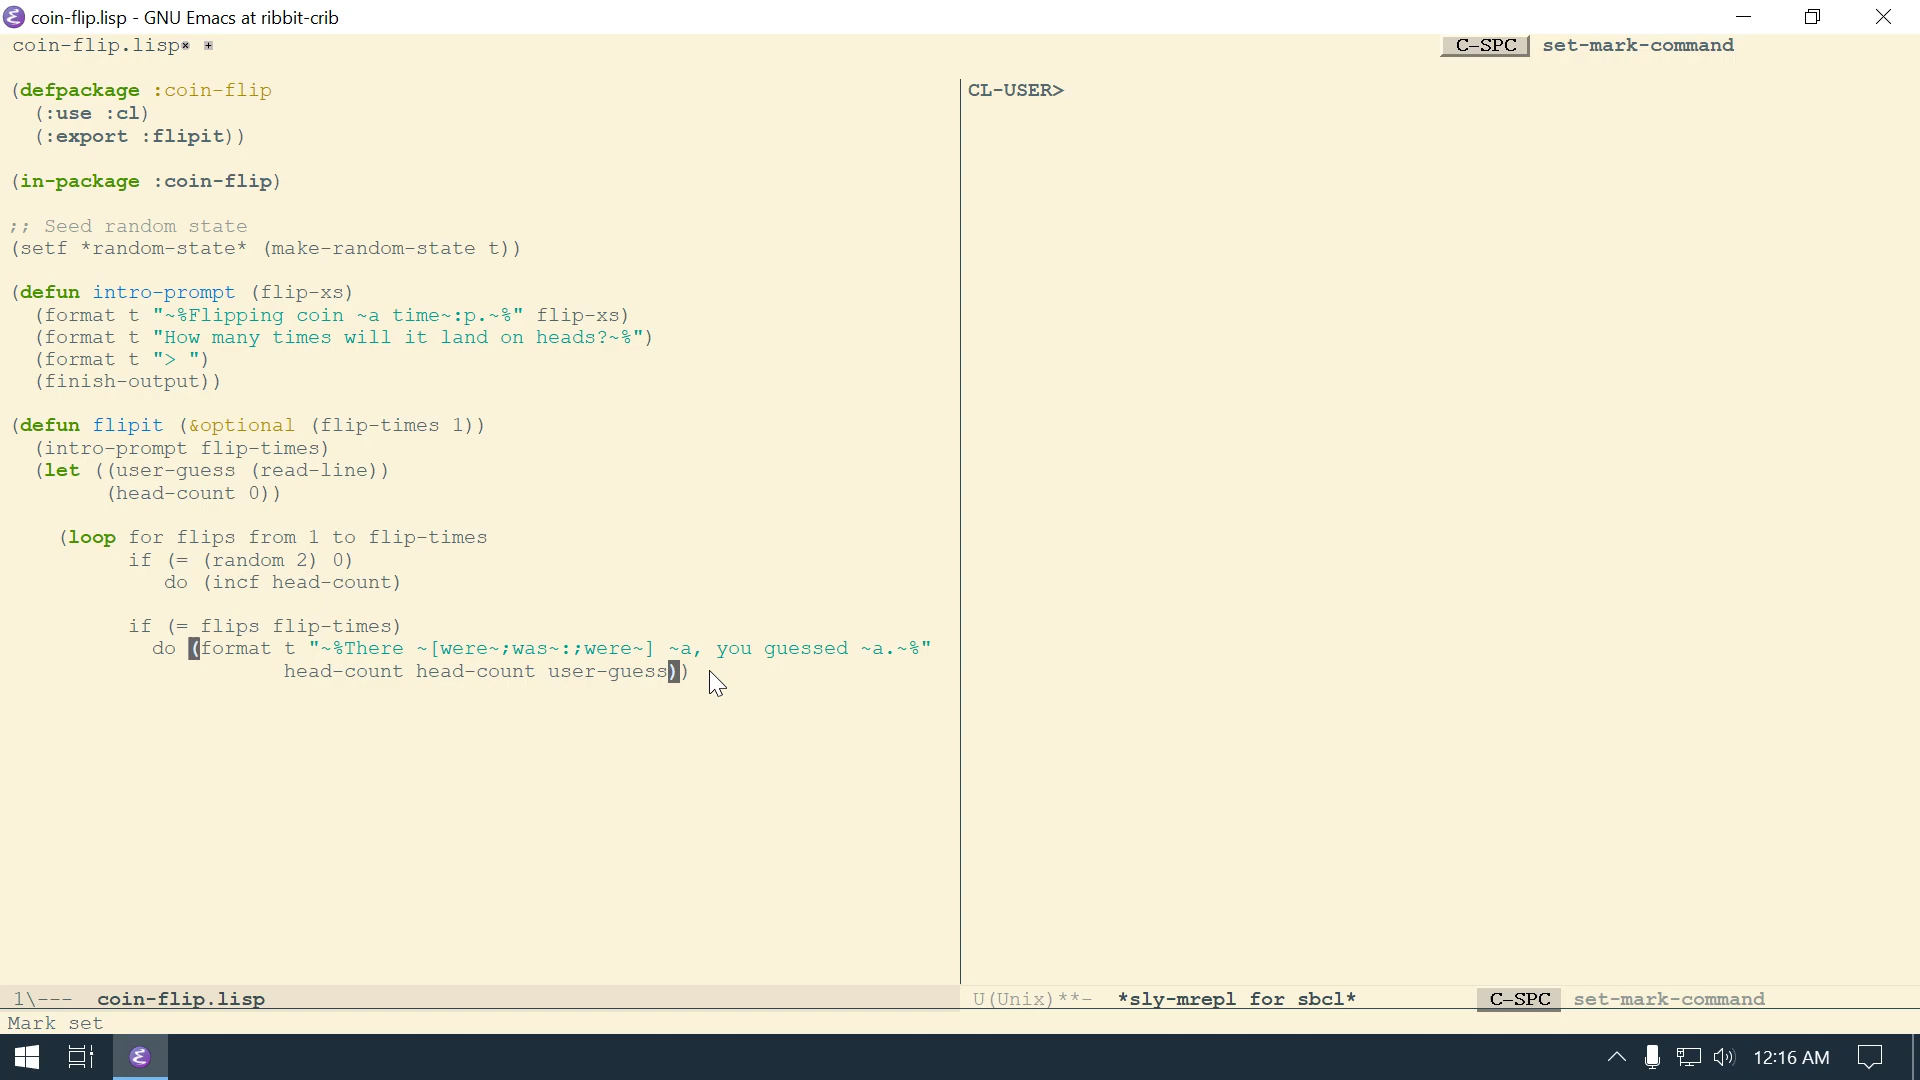 coin-flip.lisp - GNU Emacs at ribbit-crib
coin-flip.lisp
C-SPC set-mark-command
(defpackage :coin-flip
(:use :cl)
(:export :flipit))
(in-package :coin-flip)
;; Seed random state
(setf *random-state* (make-random-state t))
(defun intro-prompt (flip-xs)
(format t "~%Flipping coin ~a time~:p.~%" flip-xs)
(format t "How many times will it land on heads?~%")
(format t "> ")
(finish-output))
(defun flipit (&optional (flip-times 1))
(intro-prompt flip-times)
(let ((user-guess (read-line))
(head-count 0))
(loop for flips from 1 to flip-times
if (= (random 2) 0)
do (incf head-count)
if (= flips flip-times)
do (format t "~%There ~[were~;was~:;were~] ~a, you guessed ~a.~%"
head-count head-count user-guess))
CL-USER>
1\--- coin-flip.lisp
U(Unix)**- *sly-mrepl for sbcl* C-SPC set-mark-command
Mark set
12:16 AM